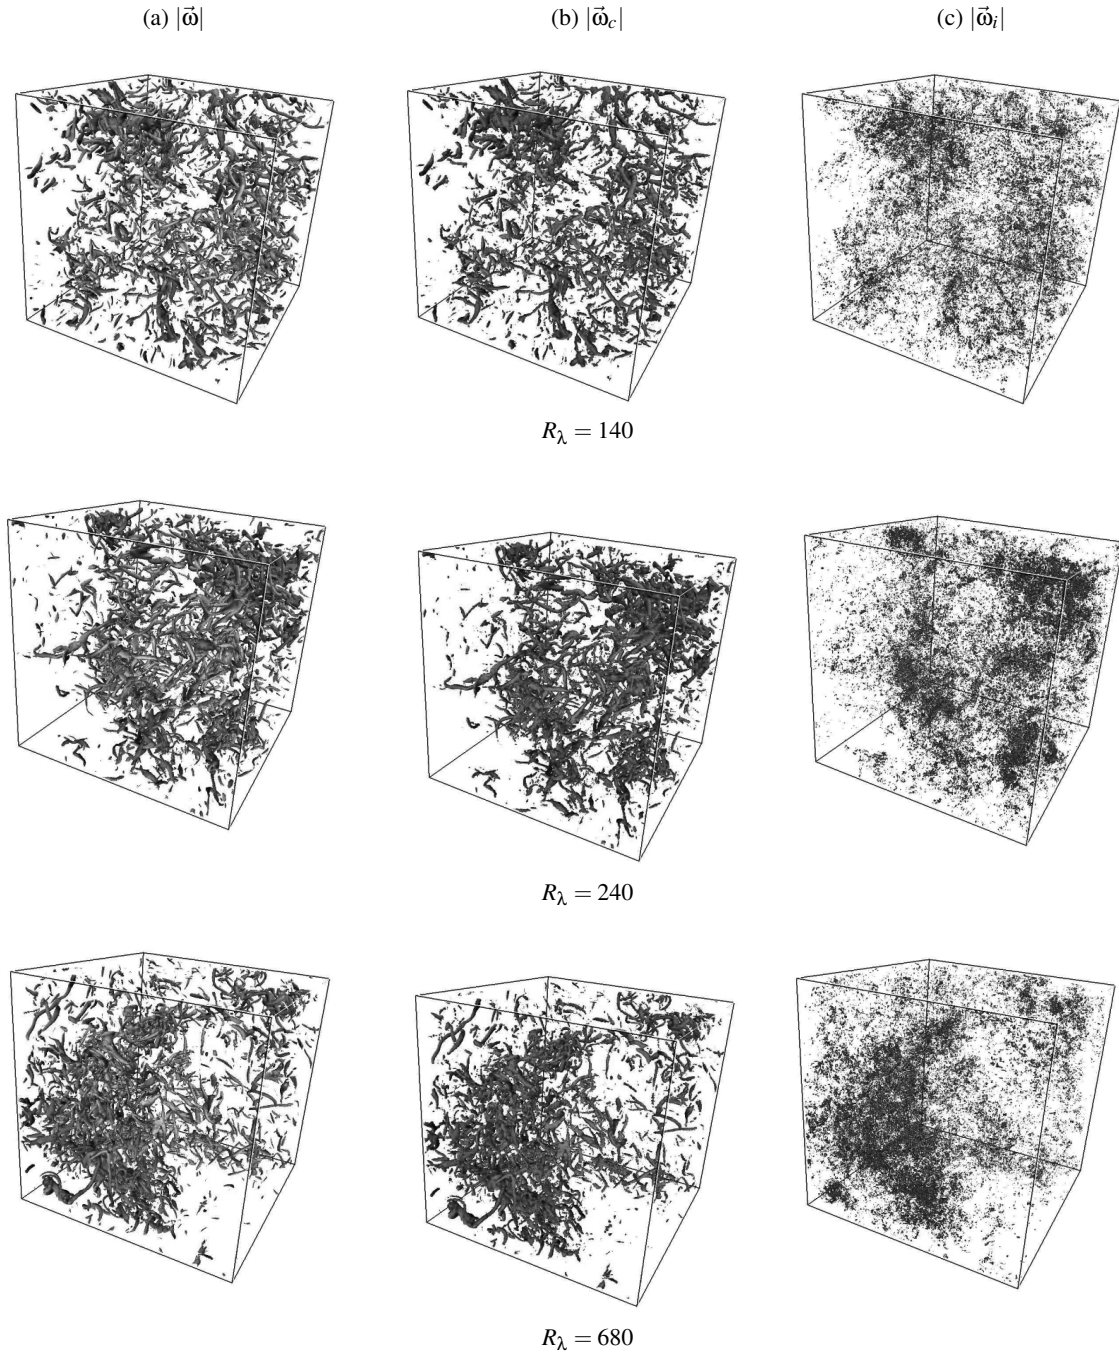 (a) |ω⃗| (b) |ω⃗c| (c) |ω⃗i|
Rλ = 140
Rλ = 240
Rλ = 680